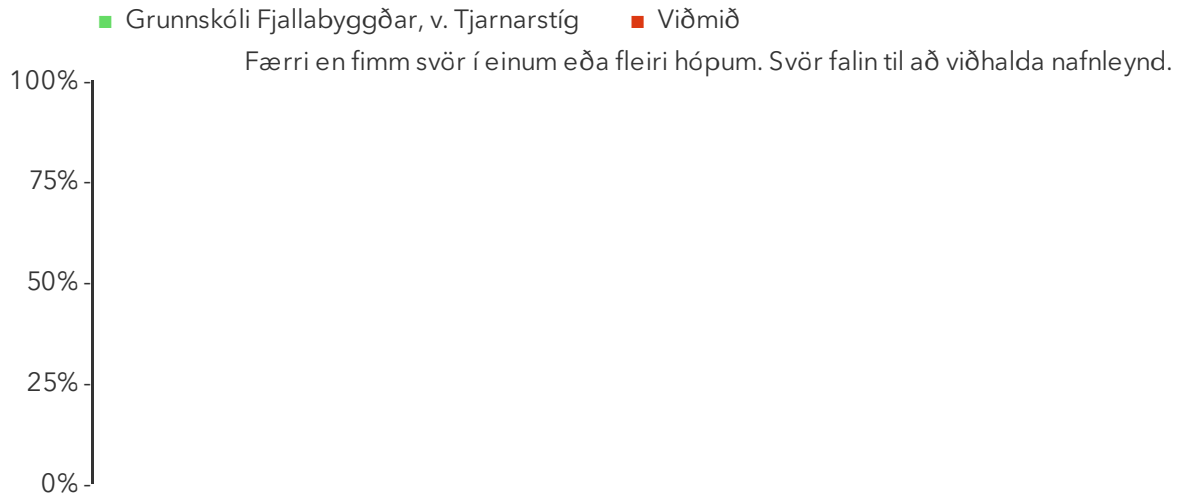 Grunnskóli Fjallabyggðar, v. Tjarnarstíg Viðmið
Færri en fimm svör í einum eða fleiri hópum. Svör falin til að viðhalda nafnleynd.
100%
75%
50%
25%
0%